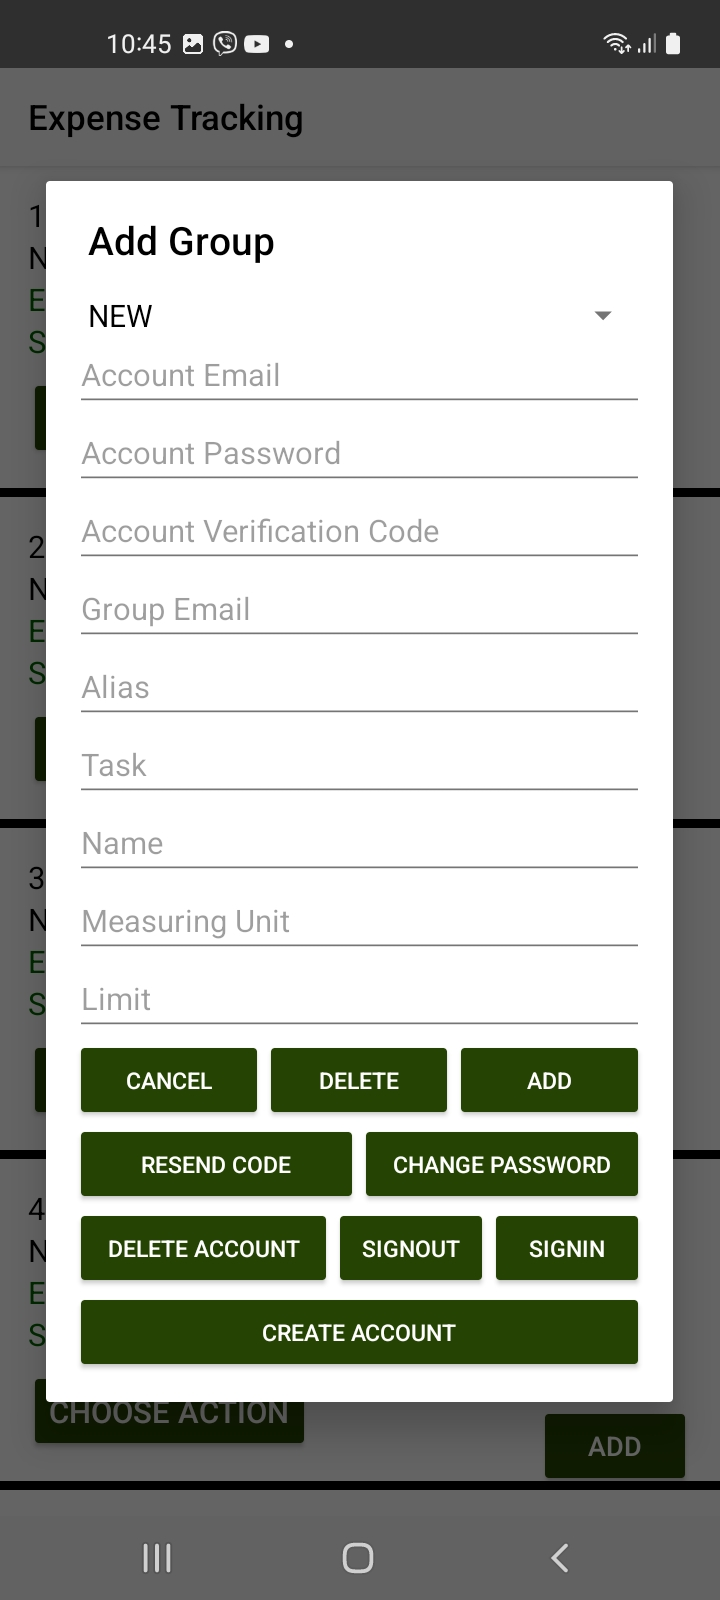 10:45
Expense Tracking
1
N
E
S
Add Group
NEW
Account Email
Account Password
Account Verification Code
2
N
E
S
Group Email
Alias
Task
3
N
E
S
Name
Measuring Unit
Limit
CANCEL DELETE ADD
RESEND CODE CHANGE PASSWORD
4
N
E
S
DELETE ACCOUNT SIGNOUT SIGNIN
CREATE ACCOUNT
CHOOSE ACTION
ADD